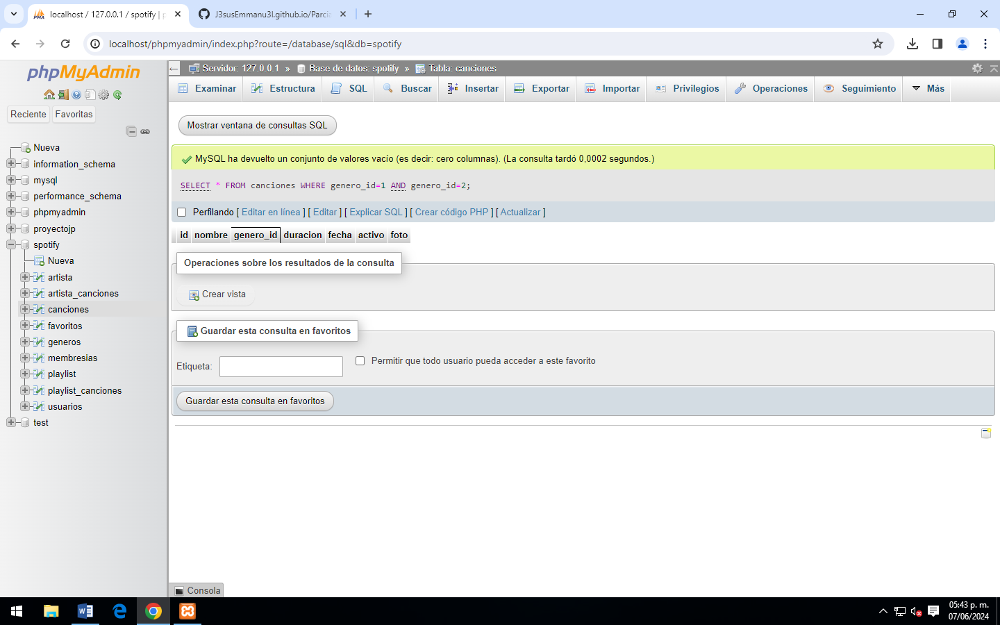 localhost / 127.0.0.1 / spotify | p
J3susEmmanu3l.github.io/Parcia
localhost/phpmyadmin/index.php?route=/database/sql&db=spotify
phpMyAdmin
Reciente
Favoritas
Nueva
information_schema
mysql
performance_schema
phpmyadmin
proyectojp
spotify
Nueva
artista
artista_canciones
canciones
favoritos
generos
membresias
playlist
playlist_canciones
usuarios
test
Servidor: 127.0.0.1 » Base de datos: spotify » Tabla: canciones
Examinar Estructura SQL Buscar Insertar Exportar Importar Privilegios Operaciones Seguimiento Más
Mostrar ventana de consultas SQL
MySQL ha devuelto un conjunto de valores vacío (es decir: cero columnas). (La consulta tardó 0,0002 segundos.)
SELECT * FROM canciones WHERE genero_id=1 AND genero_id=2;
Perfilando [ Editar en línea ] [ Editar ] [ Explicar SQL ] [ Crear código PHP ] [ Actualizar ]
id nombre genero_id duracion fecha activo foto
Operaciones sobre los resultados de la consulta
Crear vista
Guardar esta consulta en favoritos
Etiqueta:
Permitir que todo usuario pueda acceder a este favorito
Guardar esta consulta en favoritos
Consola
05:43 p. m.
07/06/2024